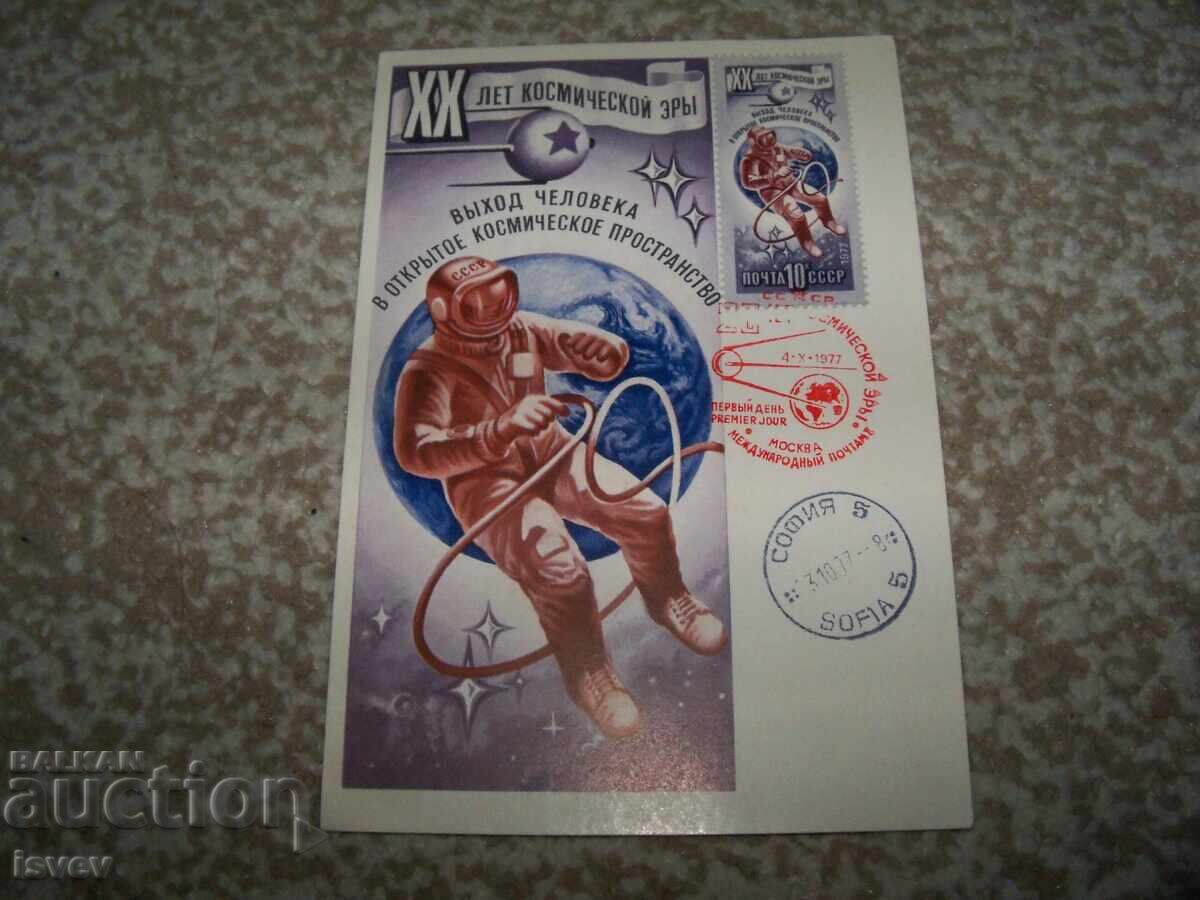 XX ЛЕТ КОСМИЧЕСКОЙ ЭРЫ
ВЫХОД ЧЕЛОВЕКА
В ОТКРЫТОЕ КОСМИЧЕСКОЕ ПРОСТРАНСТВО
СССР
XX ЛЕТ КОСМИЧЕСКОЙ ЭРЫ
ВЫХОД ЧЕЛОВЕКА
В ОТКРЫТОЕ КОСМИЧЕСКОЕ ПРОСТРАНСТВО
1977
ПОЧТА 10К СССР
КОСМИЧЕСКОЙ ЭРЫ
4-X-1977
ПЕРВЫЙ ДЕНЬ
PREMIER JOUR
МОСКВА
МЕЖДУНАРОДНЫЙ ПОЧТАМТ
СОФИЯ 5
3.10.77--8
SOFIA 5
BALKAN
auction
isvev